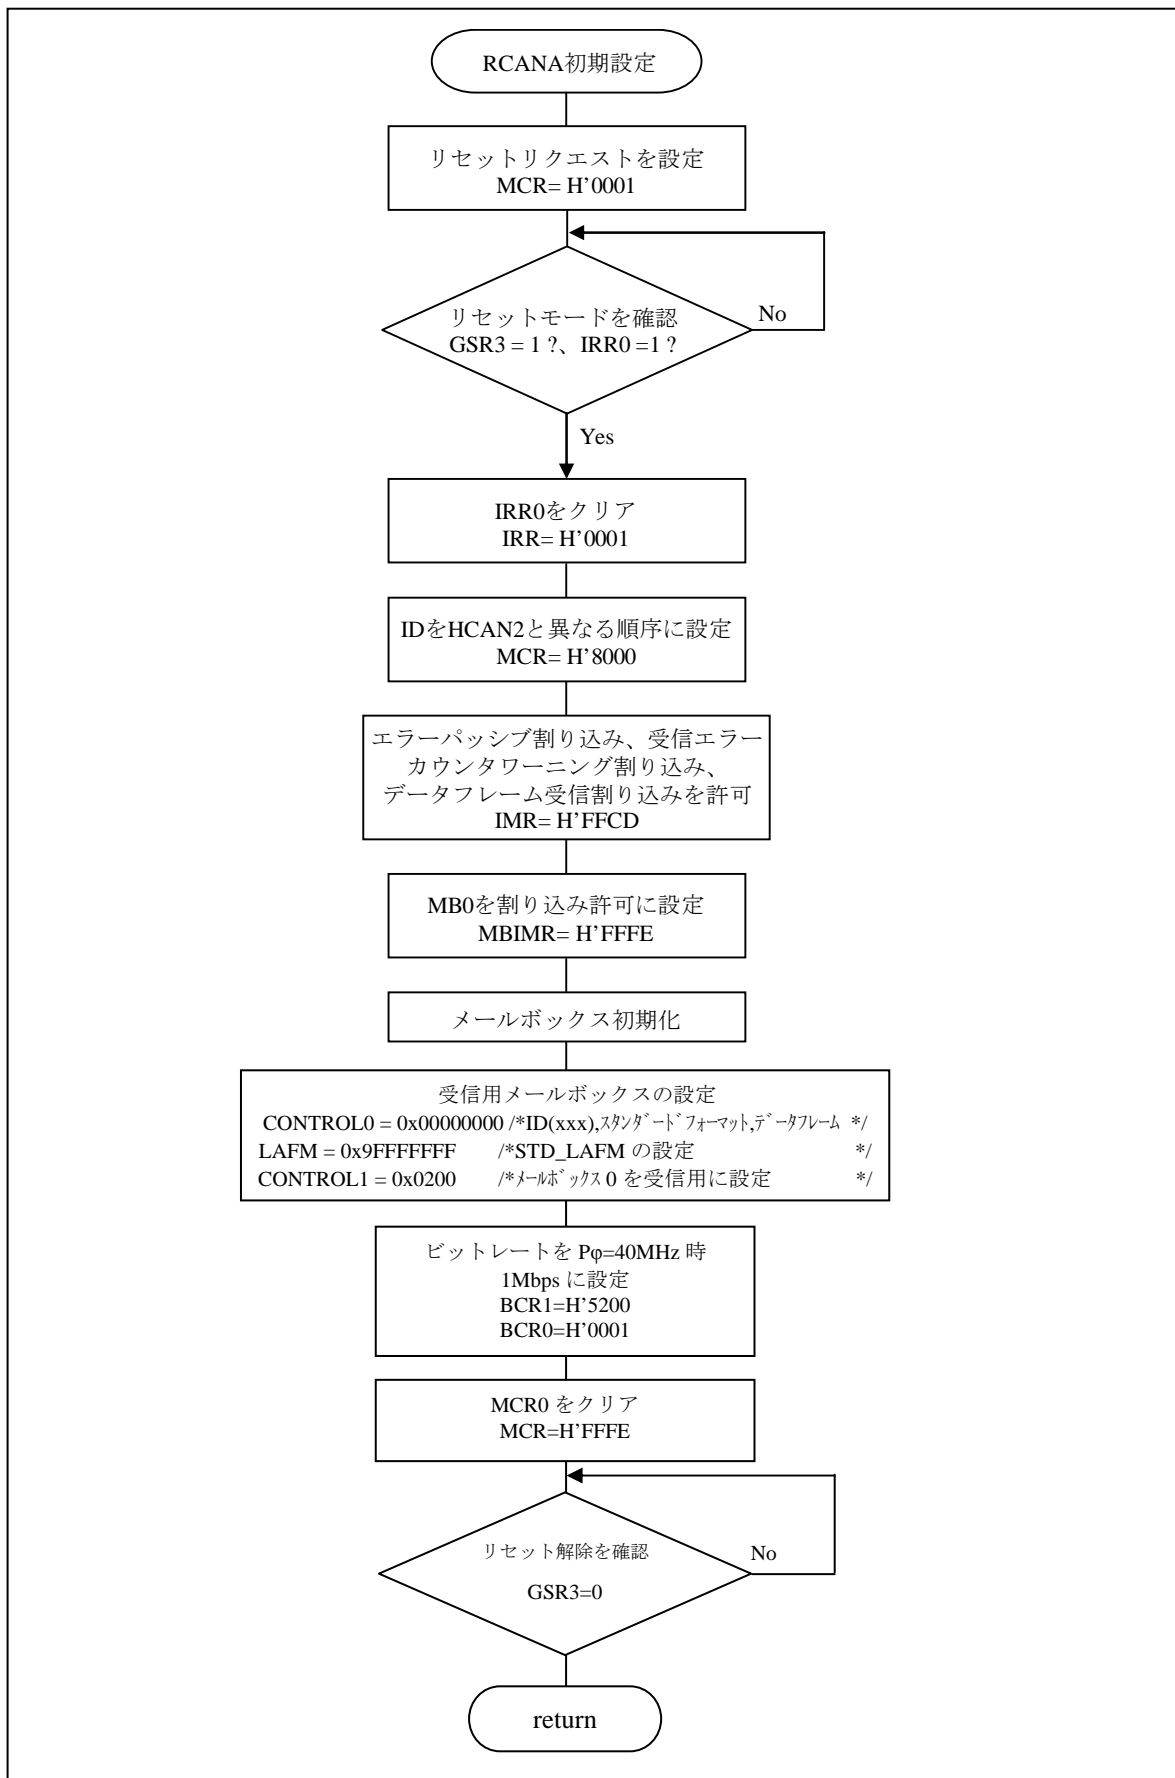 RCANA初期設定
リセットリクエストを設定
MCR= H’0001
リセットモードを確認
GSR3 = 1 ?、IRR0 =1 ?
No
Yes
IRR0をクリア
IRR= H’0001
IDをHCAN2と異なる順序に設定
MCR= H’8000
エラーパッシブ割り込み、受信エラー
カウンタワーニング割り込み、
データフレーム受信割り込みを許可
IMR= H’FFCD
MB0を割り込み許可に設定
MBIMR= H’FFFE
メールボックス初期化
受信用メールボックスの設定
CONTROL0 = 0x00000000 /*ID(xxx),ｽﾀﾝﾀﾞｰﾄﾞﾌｫｰﾏｯﾄ,ﾃﾞｰﾀﾌﾚｰﾑ */
LAFM = 0x9FFFFFFF /*STD_LAFM の設定 */
CONTROL1 = 0x0200 /*ﾒｰﾙﾎﾞｯｸｽ 0 を受信用に設定 */
ビットレートを Pφ=40MHz 時
1Mbps に設定
BCR1=H’5200
BCR0=H’0001
MCR0 をクリア
MCR=H’FFFE
リセット解除を確認
GSR3=0
No
return